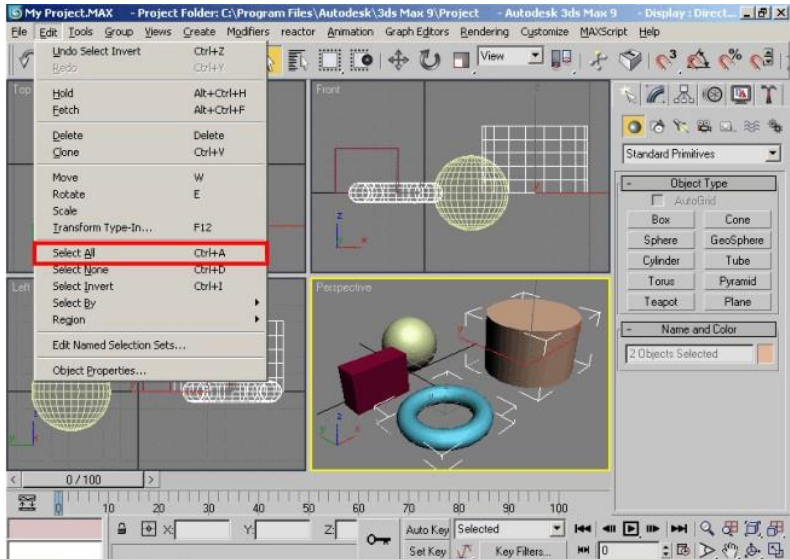 My Project.MAX - Project Folder: C:\Program Files\Autodesk\3ds Max 9\Project - Autodesk 3ds Max 9 - Display : Direct...
File Edit Tools Group Views Create Modifiers reactor Animation Graph Editors Rendering Customize MAXScript Help
View
Undo Select Invert Ctrl+Z
Redo Ctrl+Y
Hold Alt+Ctrl+H
Fetch Alt+Ctrl+F
Delete Delete
Clone Ctrl+V
Move W
Rotate E
Scale
Transform Type-In... F12
Select All Ctrl+A
Select None Ctrl+D
Select Invert Ctrl+I
Select By
Region
Edit Named Selection Sets...
Object Properties...
Top
Front
z
x
Left
Perspective
z
Standard Primitives
Object Type
AutoGrid
Box Cone
Sphere GeoSphere
Cylinder Tube
Torus Pyramid
Teapot Plane
Name and Color
2 Objects Selected
0 / 100
0 10 20 30 40 50 60 70 80 90 100
X: Y: Z: Auto Key Selected
Set Key Key Filters... 0